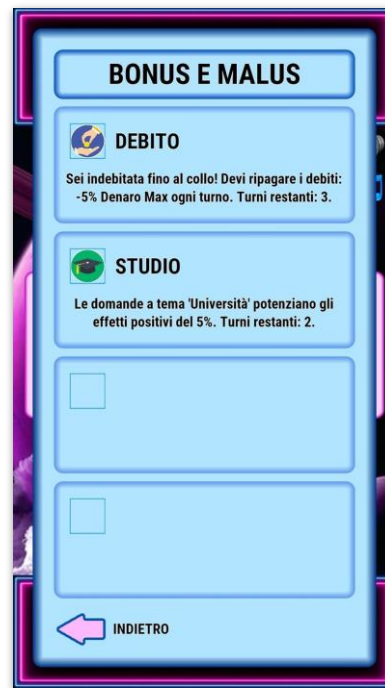 BONUS E MALUS
DEBITO
Sei indebitata fino al collo! Devi ripagare i debiti:
-5% Denaro Max ogni turno. Turni restanti: 3.
STUDIO
Le domande a tema 'Università' potenziano gli
effetti positivi del 5%. Turni restanti: 2.
INDIETRO